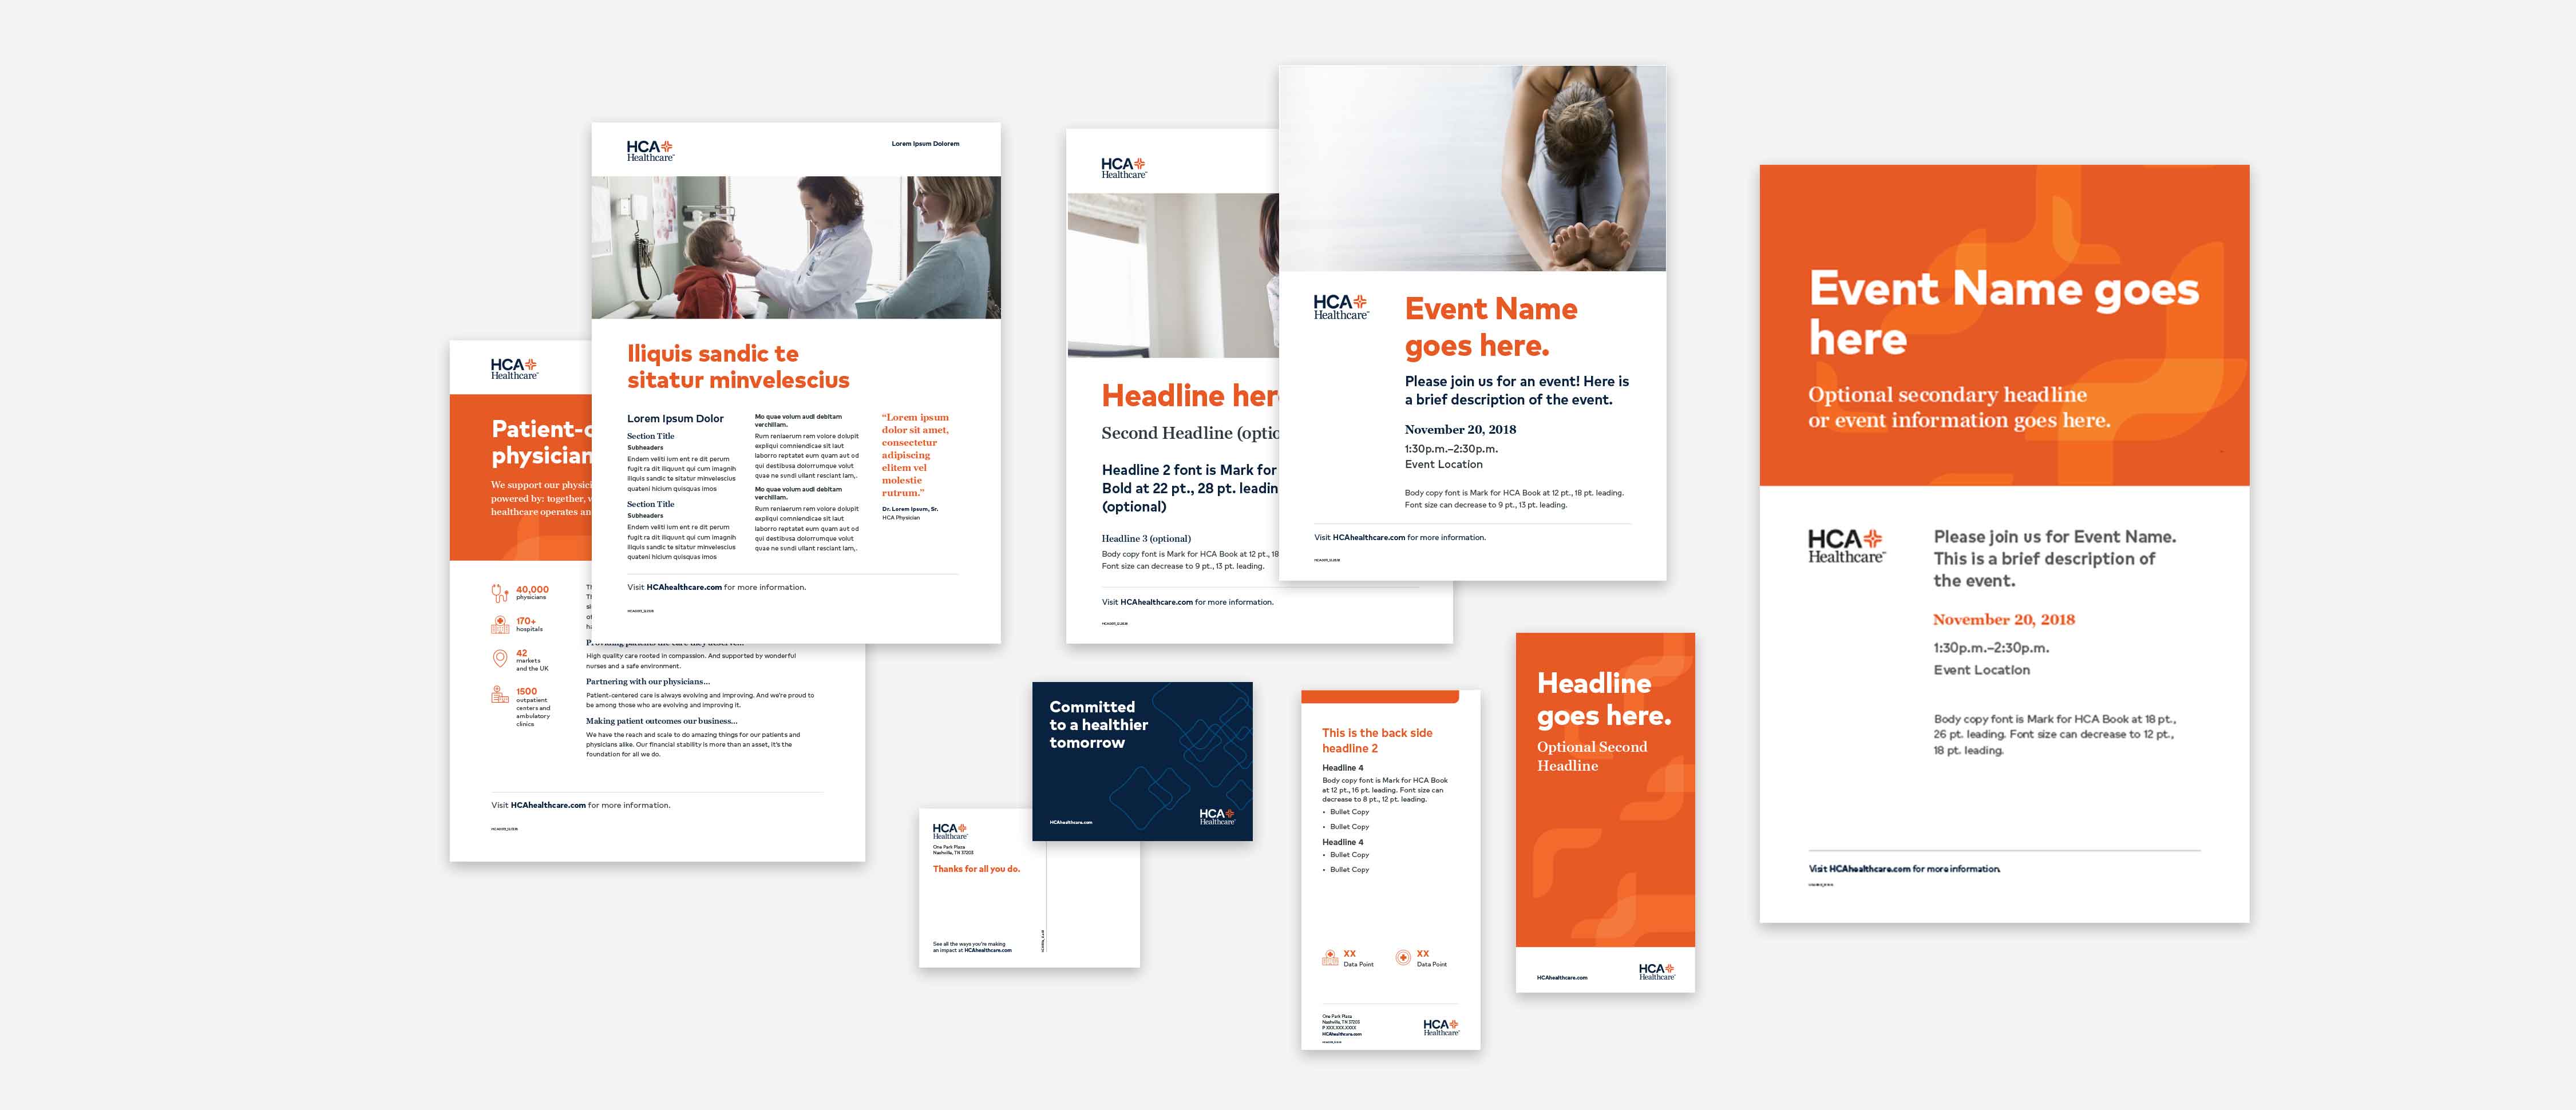 HCA
Healthcare
Patient-c
physician
We support our physici
powered by: together, w
healthcare operates an
40,000
physicians
170+
hospitals
42
markets
and the UK
1500
outpatient
centers and
ambulatory
clinics
Providing patients the care they deserve...
High quality care rooted in compassion. And supported by wonderful
nurses and a safe environment.
Partnering with our physicians...
Patient-centered care is always evolving and improving. And we're proud to
be among those who are evolving and improving it.
Making patient outcomes our business...
We have the reach and scale to do amazing things for our patients and
physicians alike. Our financial stability is more than an asset, it's the
foundation for all we do.
Visit HCAhealthcare.com for more information.
HCA
Healthcare
Lorem Ipsum Dolorem
Iliquis sandic te
sitatur minvelescius
Lorem Ipsum Dolor
Section Title
Subheaders
Endem veliti ium ent re dit perum
fugit ra dit iliquunt qui cum imagnih
iliquis sandic te sitatur minvelescius
quateni hicium quisquas imos
Section Title
Subheaders
Endem veliti ium ent re dit perum
fugit ra dit iliquunt qui cum imagnih
iliquis sandic te sitatur minvelescius
quateni hicium quisquas imos
Mo quae volum audi debitam
verchillam.
Rum reniaerum rem volore dolupit
expliqui comniendicae sit laut
laborro reptatet eum quam aut od
qui destibusa dolorrumque volut
quae ne sundi ullant resciant lam,.
Mo quae volum audi debitam
verchillam.
Rum reniaerum rem volore dolupit
expliqui comniendicae sit laut
laborro reptatet eum quam aut od
qui destibusa dolorrumque volut
quae ne sundi ullant resciant lam,.
“Lorem ipsum
dolor sit amet,
consectetur
adipiscing
elitem vel
molestie
rutrum.”
Dr. Lorem Ipsum, Sr.
HCA Physician
Visit HCAhealthcare.com for more information.
HCA
Healthcare
Headline her
Second Headline (optio
Headline 2 font is Mark for
Bold at 22 pt., 28 pt. leadin
(optional)
Headline 3 (optional)
Body copy font is Mark for HCA Book at 12 pt., 18
Font size can decrease to 9 pt., 13 pt. leading.
Visit HCAhealthcare.com for more information.
HCA
Healthcare
Event Name
goes here.
Please join us for an event! Here is
a brief description of the event.
November 20, 2018
1:30p.m.–2:30p.m.
Event Location
Body copy font is Mark for HCA Book at 12 pt., 18 pt. leading.
Font size can decrease to 9 pt., 13 pt. leading.
Visit HCAhealthcare.com for more information.
HCA
Healthcare
One Park Plaza
Nashville, TN 37203
Thanks for all you do.
See all the ways you're making
an impact at HCAhealthcare.com
Committed
to a healthier
tomorrow
HCAhealthcare.com
HCA
Healthcare
This is the back side
headline 2
Headline 4
Body copy font is Mark for HCA Book
at 12 pt., 16 pt. leading. Font size can
decrease to 8 pt., 12 pt. leading.
• Bullet Copy
• Bullet Copy
Headline 4
• Bullet Copy
• Bullet Copy
XX
Data Point
XX
Data Point
One Park Plaza
Nashville, TN 37203
P XXX.XXX.XXXX
HCAhealthcare.com
HCA
Healthcare
Headline
goes here.
Optional Second
Headline
HCAhealthcare.com
HCA
Healthcare
Event Name goes
here
Optional secondary headline
or event information goes here.
HCA
Healthcare
Please join us for Event Name.
This is a brief description of
the event.
November 20, 2018
1:30p.m.–2:30p.m.
Event Location
Body copy font is Mark for HCA Book at 18 pt.,
26 pt. leading. Font size can decrease to 12 pt.,
18 pt. leading.
Visit HCAhealthcare.com for more information.